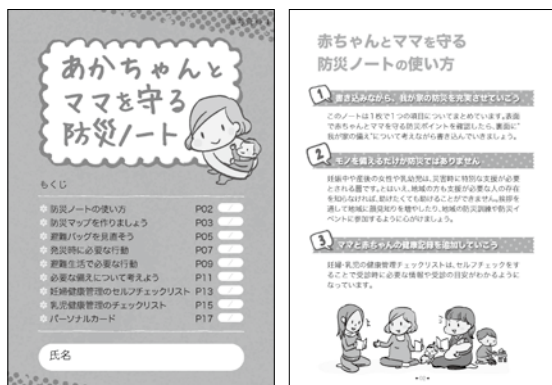 あかちゃんと
ママを守る
防災ノート
もくじ
防災ノートの使い方 P02
防災マップを作りましょう P03
避難バッグを見直そう P05
発災時に必要な行動 P07
避難生活で必要な行動 P09
必要な備えについて考えよう P11
妊婦健康管理のセルフチェックリスト P13
乳児健康管理のチェックリスト P15
パーソナルカード P17
氏名
赤ちゃんとママを守る
防災ノートの使い方
1 書き込みながら、我が家の防災を充実させていこう
このノートは1枚で1つの項目についてまとめています。表面
で赤ちゃんとママを守る防災ポイントを確認したら、裏面に"
我が家の備え"について考えながら書き込んでいきましょう。
2 モノを備えるだけが防災ではありません
妊娠中や産後の女性や乳幼児は、災害時に特別な支援が必要
とされる層です。とはいえ、地域の方も支援が必要な人の存在
を知らなければ、助けたくても助けることができません。挨拶を
通して地域に顔見知りを増やしたり、地域の防災訓練や防災イ
ベントに参加するように心がけましょう。
3 ママと赤ちゃんの健康記録を追加していこう
妊婦・乳児の健康管理チェックリストは、セルフチェックをす
ることで受診時に必要な情報や受診の目安がわかるように
なっています。